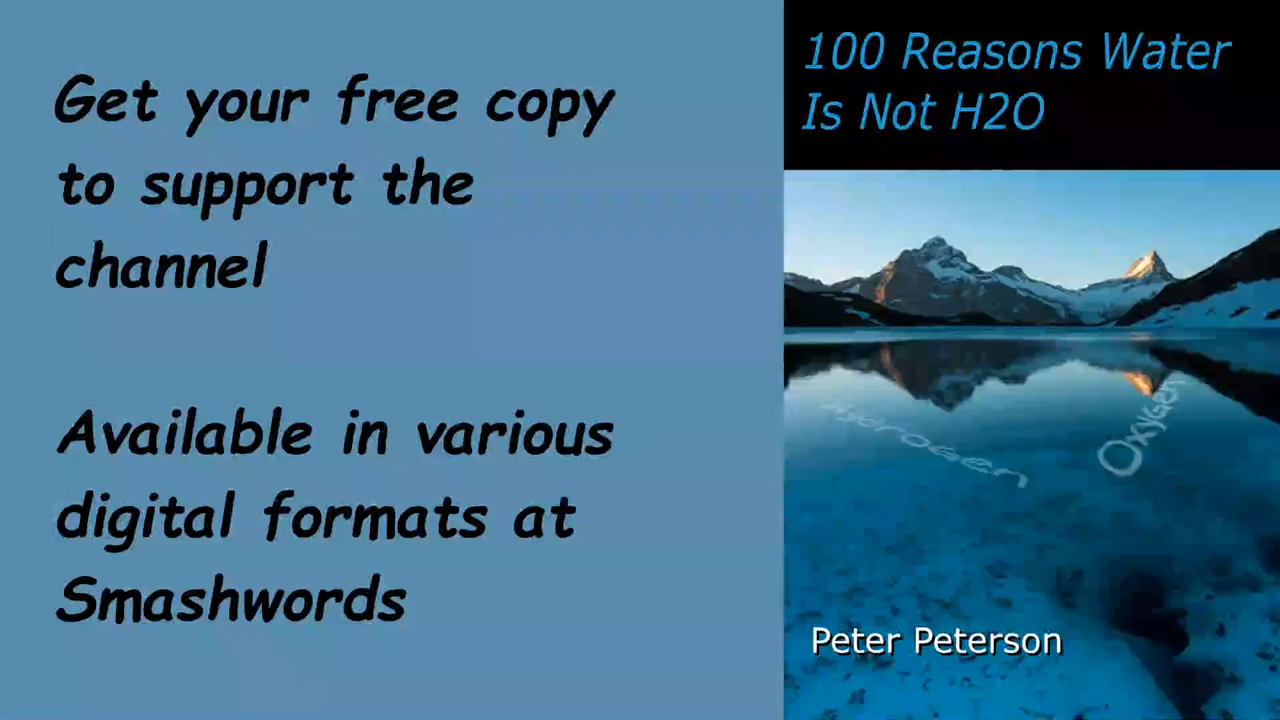 Get your free copy
to support the
channel
Available in various
digital formats at
Smashwords
100 Reasons Water
Is Not H2O
Hydrogen
Oxygen
Peter Peterson